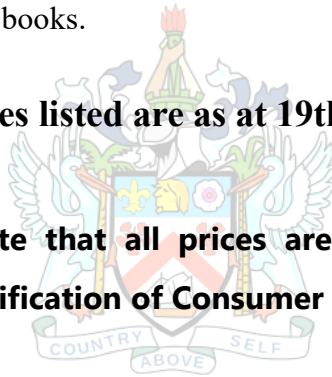 books.
es listed are as at 19th
te that all prices are
ification of Consumer
COUNTRY ABOVE SELF